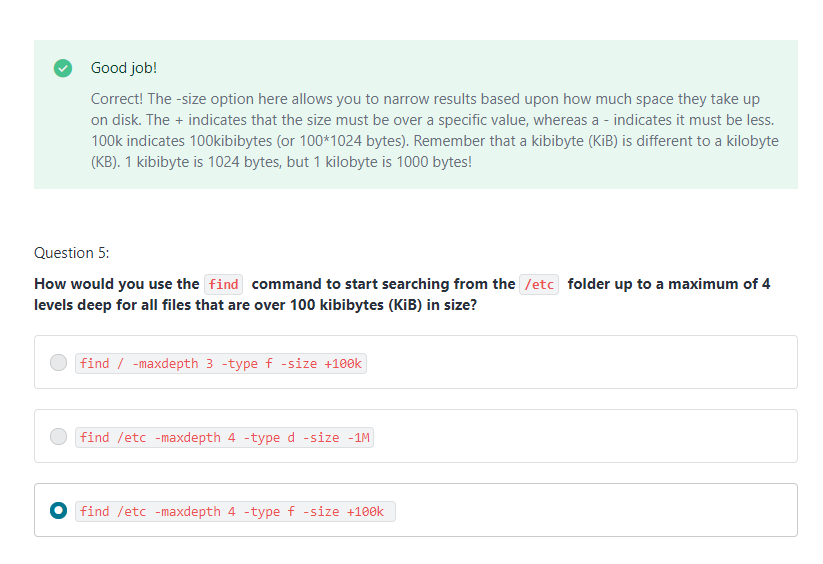 Good job!
Correct! The -size option here allows you to narrow results based upon how much space they take up
on disk. The + indicates that the size must be over a specific value, whereas a - indicates it must be less.
100k indicates 100kibibytes (or 100*1024 bytes). Remember that a kibibyte (KiB) is different to a kilobyte
(KB). 1 kibibyte is 1024 bytes, but 1 kilobyte is 1000 bytes!
Question 5:
How would you use the find command to start searching from the /etc folder up to a maximum of 4
levels deep for all files that are over 100 kibibytes (KiB) in size?
find / -maxdepth 3 -type f -size +100k
find /etc -maxdepth 4 -type d -size -1M
find /etc -maxdepth 4 -type f -size +100k